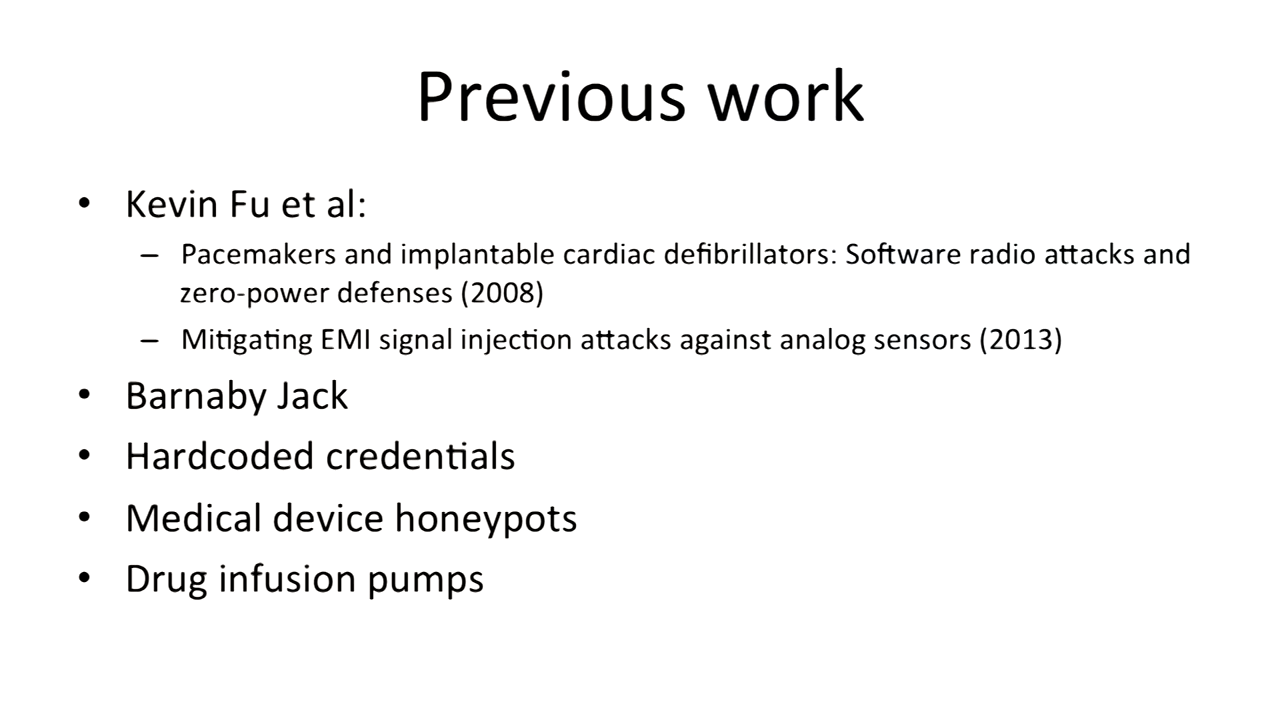 Previous work
• Kevin Fu et al:
– Pacemakers and implantable cardiac defibrillators: Software radio attacks and
zero-power defenses (2008)
– Mitigating EMI signal injection attacks against analog sensors (2013)
• Barnaby Jack
• Hardcoded credentials
• Medical device honeypots
• Drug infusion pumps